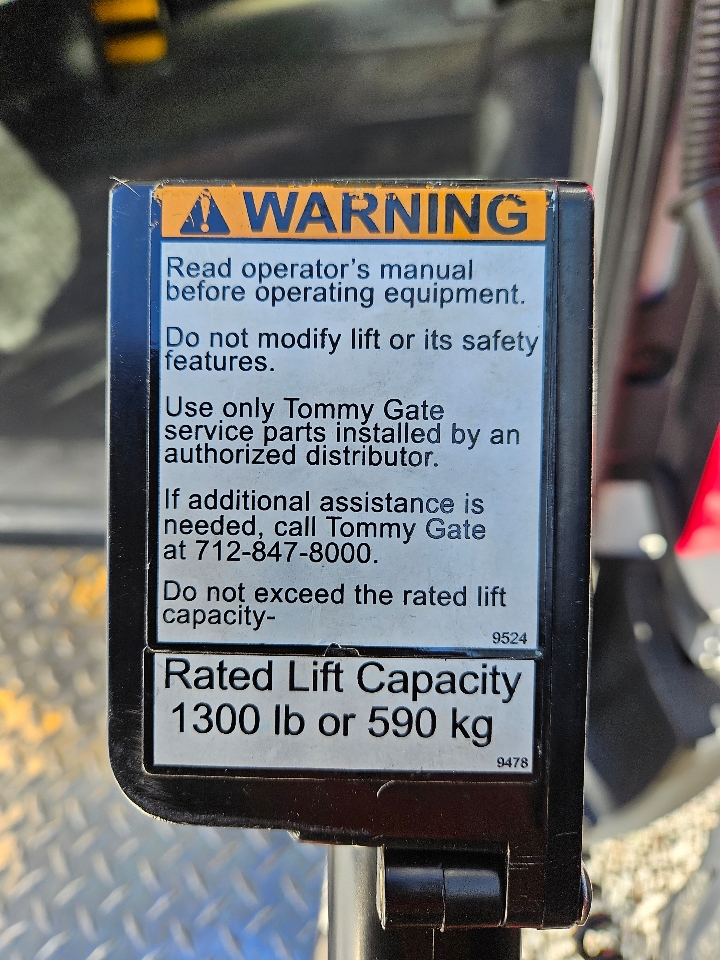 WARNING
Read operator's manual
before operating equipment.
Do not modify lift or its safety
features.
Use only Tommy Gate
service parts installed by an
authorized distributor.
If additional assistance is
needed, call Tommy Gate
at 712-847-8000.
Do not exceed the rated lift
capacity-
9524
Rated Lift Capacity
1300 lb or 590 kg
9478